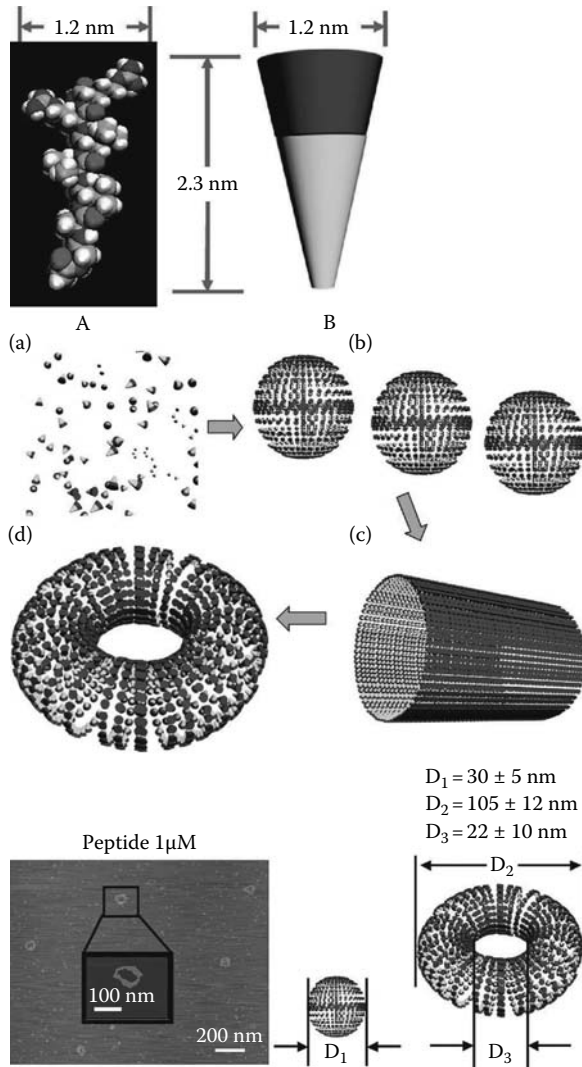 1.2 nm
1.2 nm
2.3 nm
A
B
(a)
(b)
(d)
(c)
D₁ = 30 ± 5 nm
D₂ = 105 ± 12 nm
D₃ = 22 ± 10 nm
Peptide 1μM
D₂
100 nm
200 nm
D₁
D₃